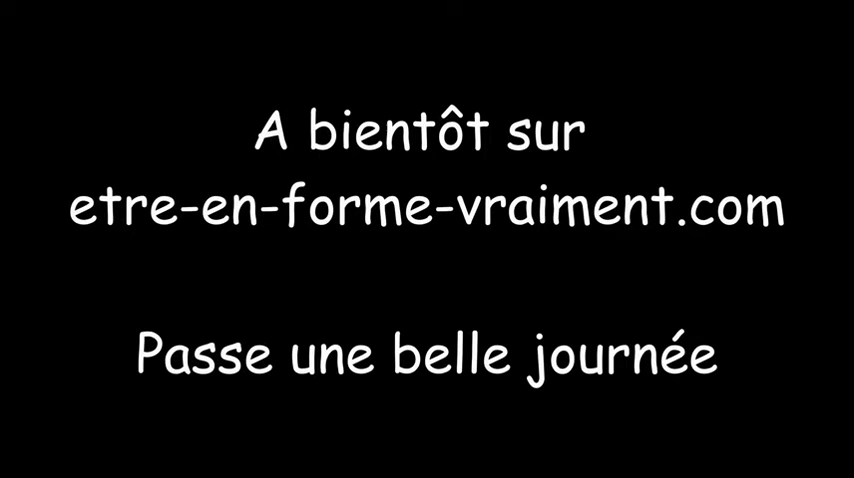 A bientôt sur
etre-en-forme-vraiment.com
Passe une belle journée